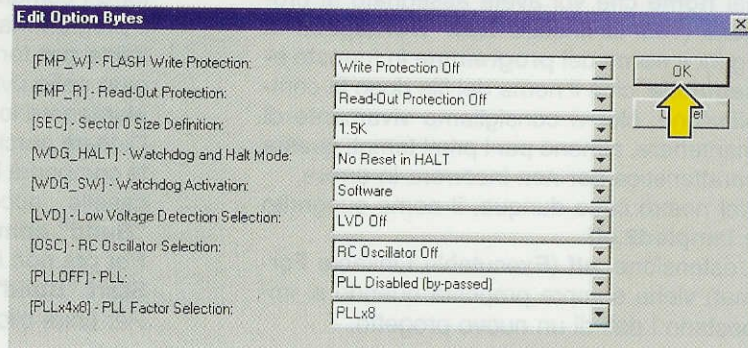 Edit Option Bytes
[FMP_W] - FLASH Write Protection: Write Protection Off
OK
[FMP_R] - Read-Out Protection: Read-Out Protection Off
[SEC] - Sector 0 Size Definition: 1.5K
[WDG_HALT] - Watchdog and Halt Mode: No Reset in HALT
[WDG_SW] - Watchdog Activation: Software
[LVD] - Low Voltage Detection Selection: LVD Off
[OSC] - RC Oscillator Selection: RC Oscillator Off
[PLLOFF] - PLL: PLL Disabled (by-passed)
[PLLx4x8] - PLL Factor Selection: PLLx8